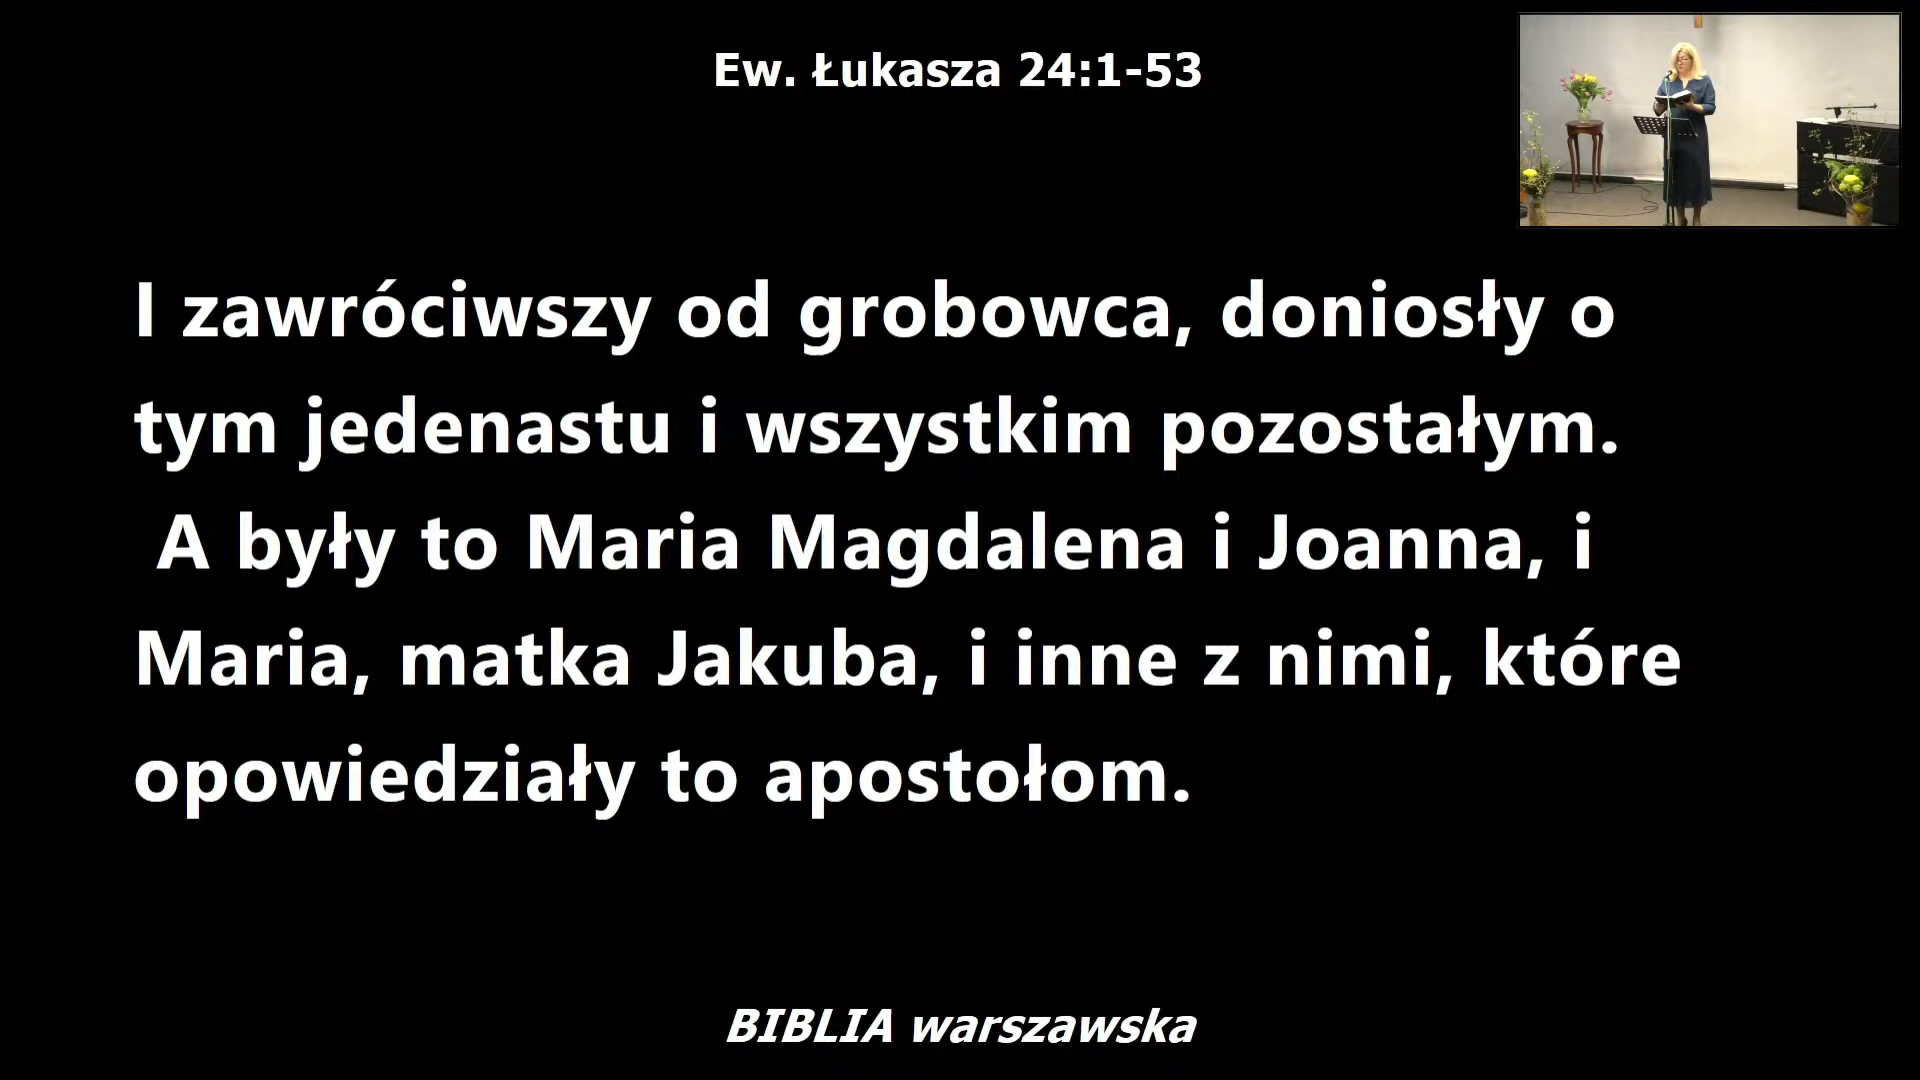 Ew. Łukasza 24:1-53
I zawróciwszy od grobowca, doniosły o
tym jedenastu i wszystkim pozostałym.
A były to Maria Magdalena i Joanna, i
Maria, matka Jakuba, i inne z nimi, które
opowiedziały to apostołom.
BIBLIA warszawska